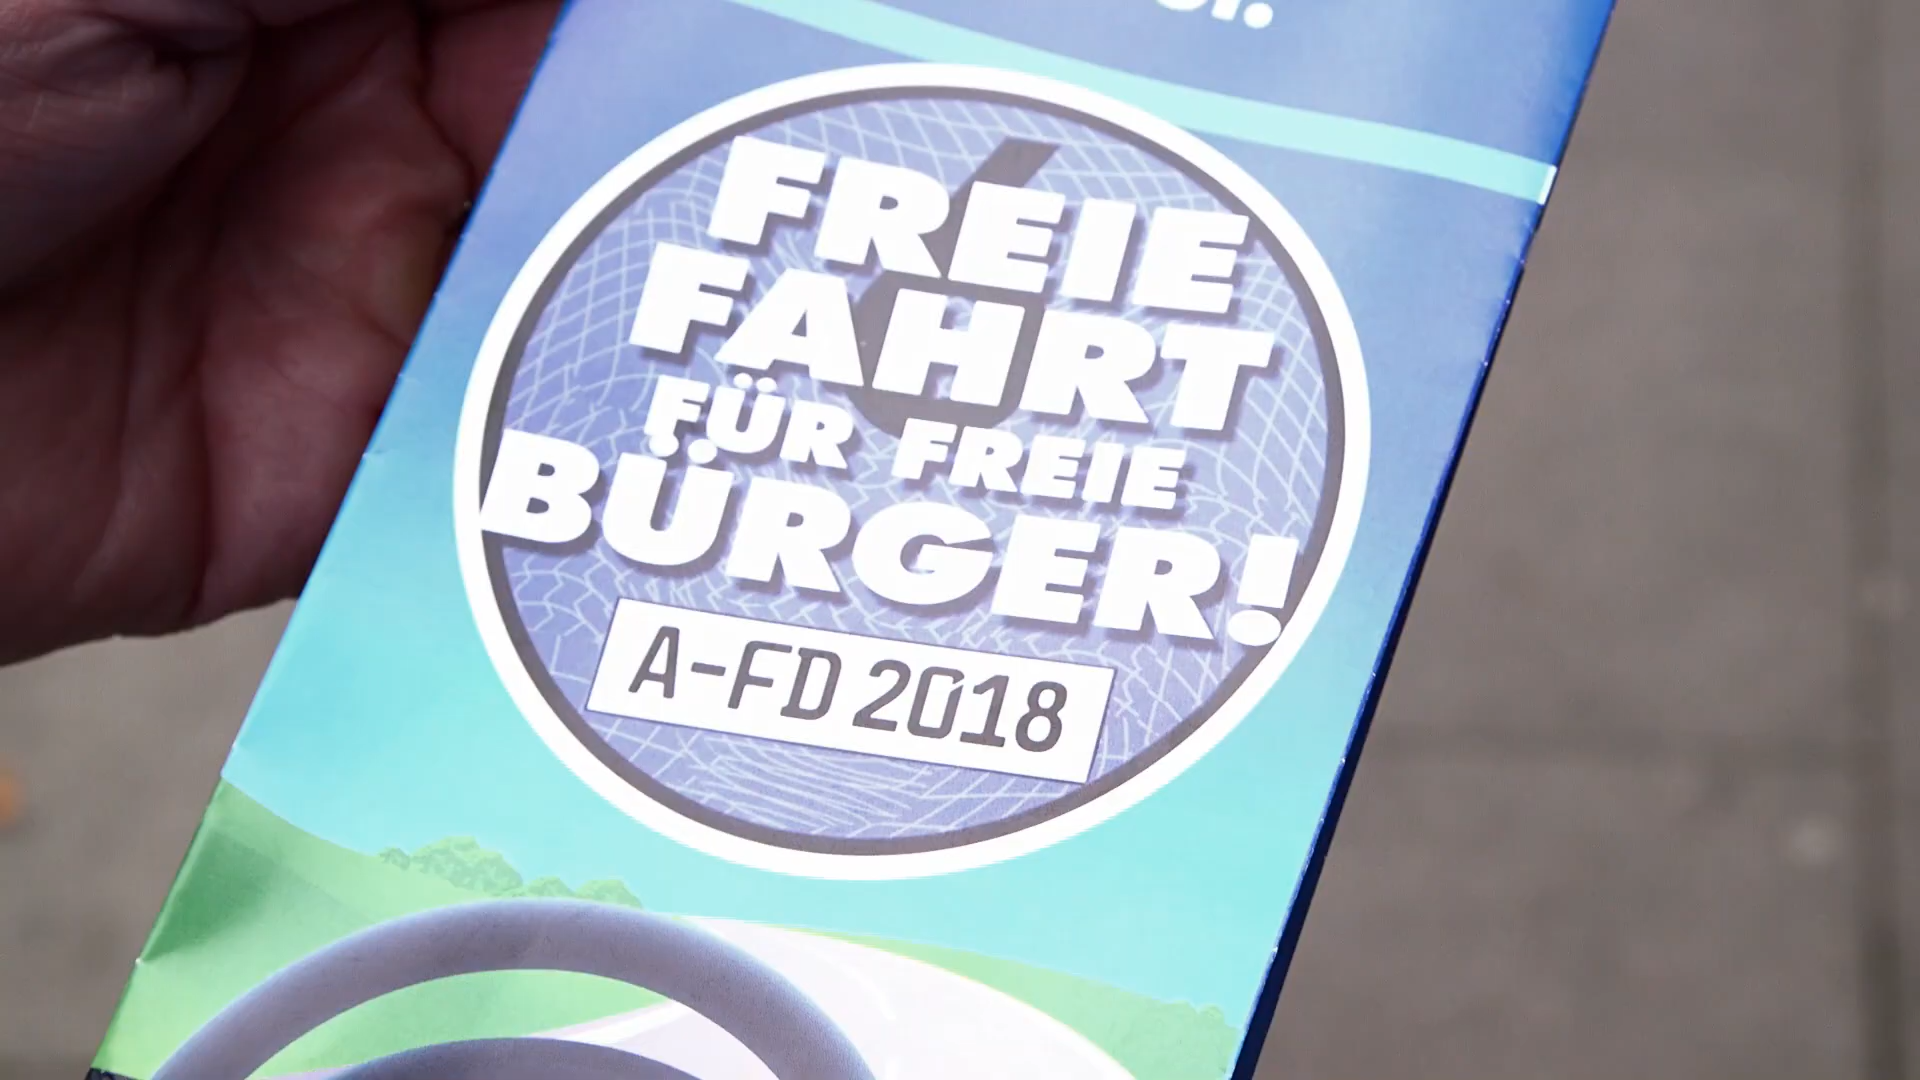 FREIE
FAHRT
FÜR FREIE
BÜRGER!
A-FD 2018